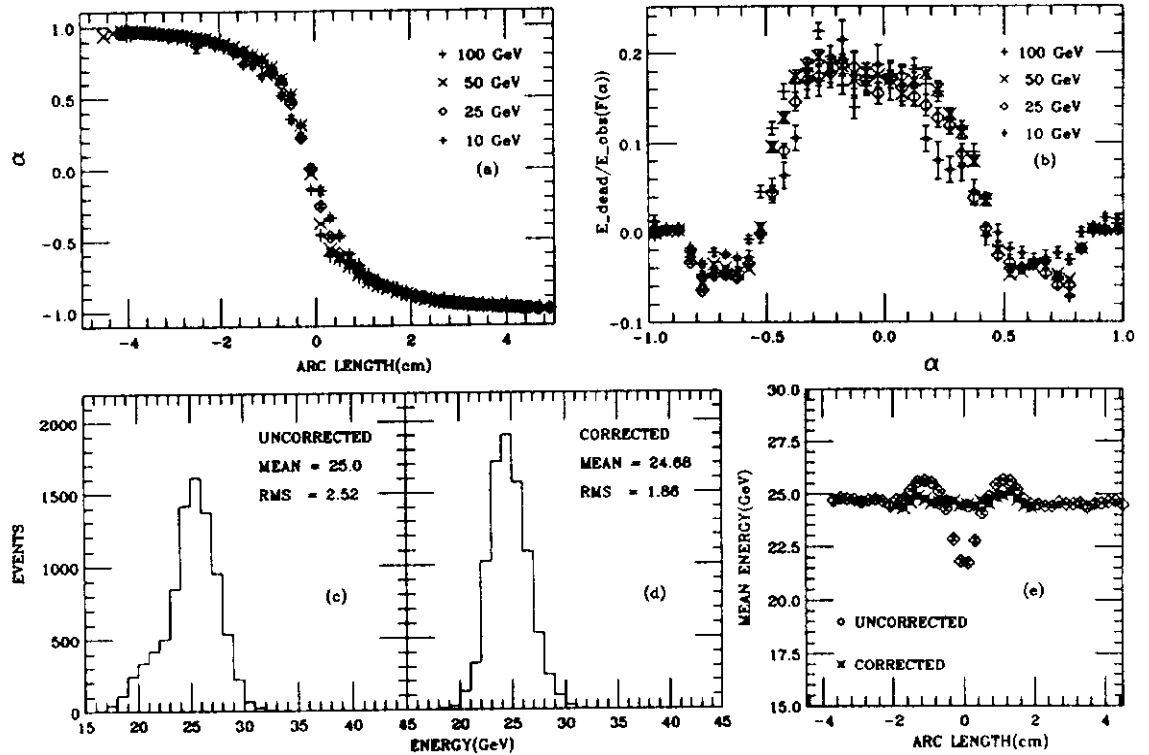 1.0
0.5
0.0
−0.5
−1.0
α
+ 100 GeV
× 50 GeV
◇ 25 GeV
+ 10 GeV
(a)
−4 −2 0 2 4
ARC LENGTH(cm)
0.2
0.1
0.0
−0.1
E_dead/E_obs(F(α))
+ 100 GeV
× 50 GeV
◇ 25 GeV
+ 10 GeV
(b)
−1.0 −0.5 0.0 0.5 1.0
α
2000
1500
1000
500
0
EVENTS
UNCORRECTED
MEAN = 25.0
RMS = 2.52
(c)
CORRECTED
MEAN = 24.68
RMS = 1.86
(d)
15 20 25 30 35 45 20 25 30 35 45
ENERGY(GeV)
30.0
27.5
25.0
22.5
20.0
17.5
15.0
MEAN ENERGY(GeV)
(e)
◇ UNCORRECTED
× CORRECTED
−4 −2 0 2 4
ARC LENGTH(cm)